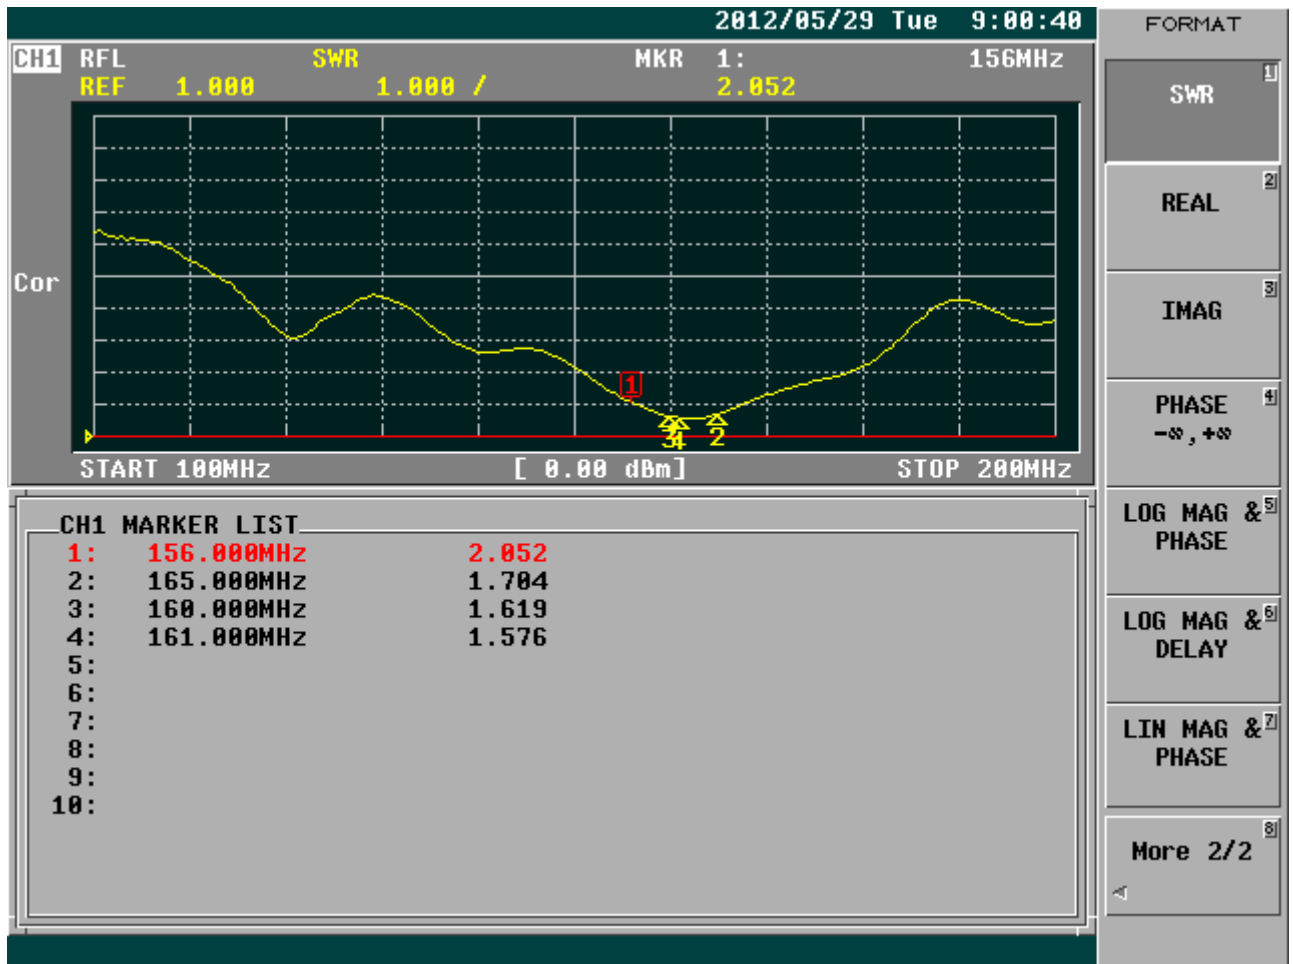 2012/05/29 Tue 9:00:40
CH1 RFL SWR MKR 1: 156MHz
REF 1.000 1.000 / 2.052
1
Cor
3 4 2
START 100MHz [ 0.00 dBm] STOP 200MHz
CH1 MARKER LIST
1: 156.000MHz 2.052
2: 165.000MHz 1.704
3: 160.000MHz 1.619
4: 161.000MHz 1.576
5:
6:
7:
8:
9:
10:
FORMAT
1
SWR
2
REAL
3
IMAG
4
PHASE
-∞,+∞
5
LOG MAG &
PHASE
6
LOG MAG &
DELAY
7
LIN MAG &
PHASE
8
More 2/2